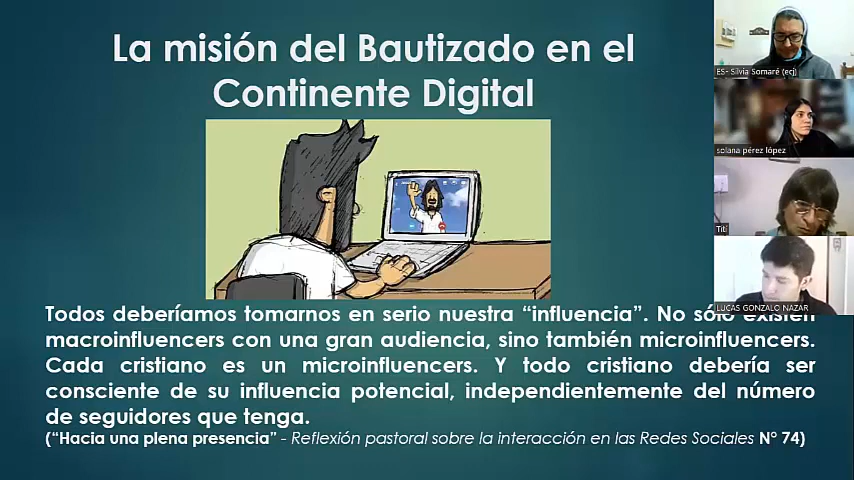 La misión del Bautizado en el
Continente Digital
ES- Silvia Somaré (ecj)
solana pérez lópez
Titi
LUCAS GONZALO NAZAR
Todos deberíamos tomarnos en serio nuestra “influencia”. No sólo existen
macroinfluencers con una gran audiencia, sino también microinfluencers.
Cada cristiano es un microinfluencers. Y todo cristiano debería ser
consciente de su influencia potencial, independientemente del número
de seguidores que tenga.
(“Hacia una plena presencia” - Reflexión pastoral sobre la interacción en las Redes Sociales N° 74)